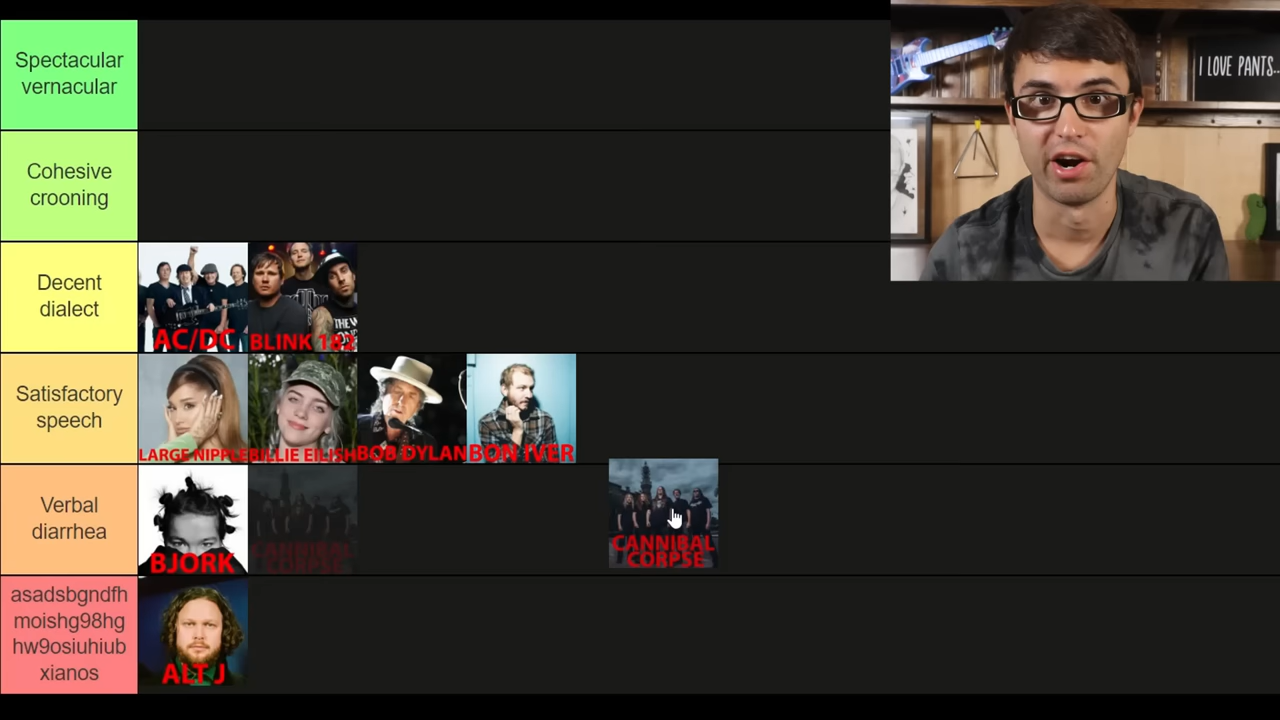 Spectacular
vernacular
I LOVE PANTS..
Cohesive
crooning
Decent
dialect
AC/DC
BLINK 182
Satisfactory
speech
LARGE NIPPLE
BILLIE EILISH
BOB DYLAN
BON IVER
Verbal
diarrhea
BJORK
CANNIBAL
CORPSE
CANNIBAL
CORPSE
asadsbgndfh
moishg98hg
hw9osiuhiub
xianos
ALT J